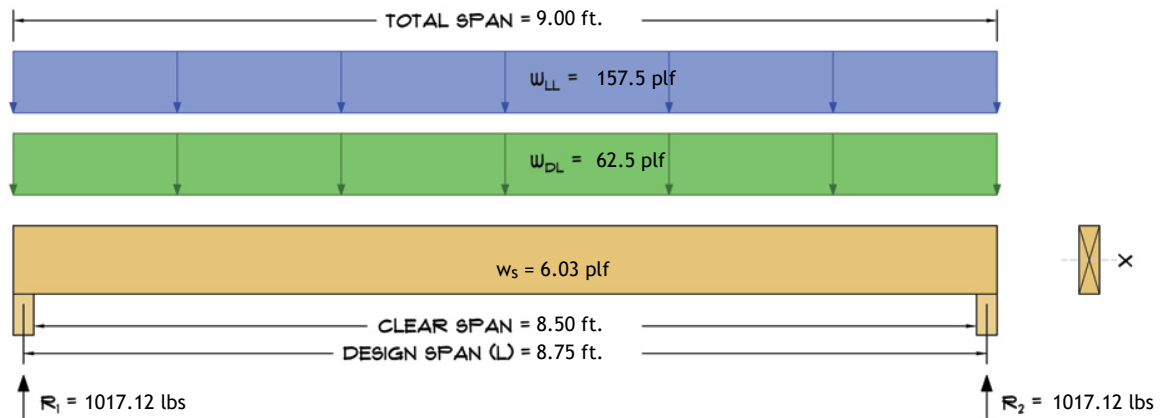 TOTAL SPAN = 9.00 ft.
WLL = 157.5 plf
WDL = 62.5 plf
ws = 6.03 plf
X
CLEAR SPAN = 8.50 ft.
DESIGN SPAN (L) = 8.75 ft.
R1 = 1017.12 lbs
R2 = 1017.12 lbs